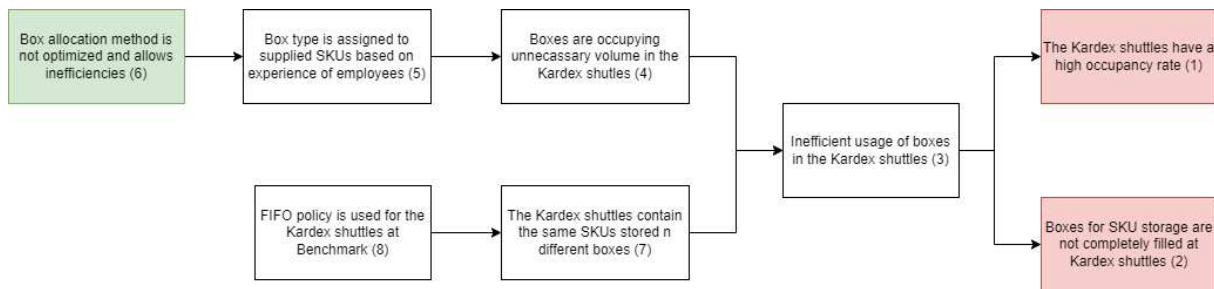 Box allocation method is
not optimized and allows
inefficiencies (6)
Box type is assigned to
supplied SKUs based on
experience of employees (5)
Boxes are occupying
unnecassary volume in the
Kardex shutles (4)
The Kardex shuttles have a
high occupancy rate (1)
Inefficient usage of boxes
in the Kardex shuttles (3)
FIFO policy is used for the
Kardex shuttles at
Benchmark (8)
The Kardex shuttles contain
the same SKUs stored n
different boxes (7)
Boxes for SKU storage are
not completely filled at
Kardex shuttles (2)